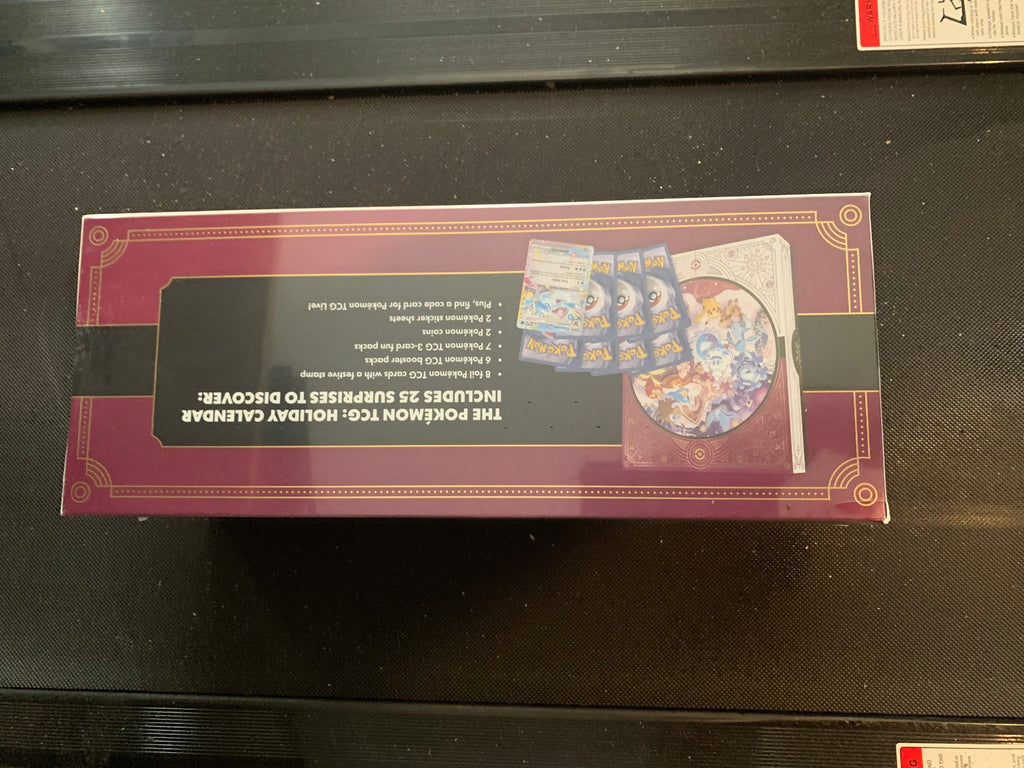 THE POKÉMON TCG: HOLIDAY CALENDAR
INCLUDES 25 SURPRISES TO DISCOVER:
• 8 foil Pokémon TCG cards with a festive stamp
• 6 Pokémon TCG booster packs
• 7 Pokémon TCG 3-card fun packs
• 2 Pokémon coins
• 2 Pokémon sticker sheets
• Plus, find a code card for Pokémon TCG Live!